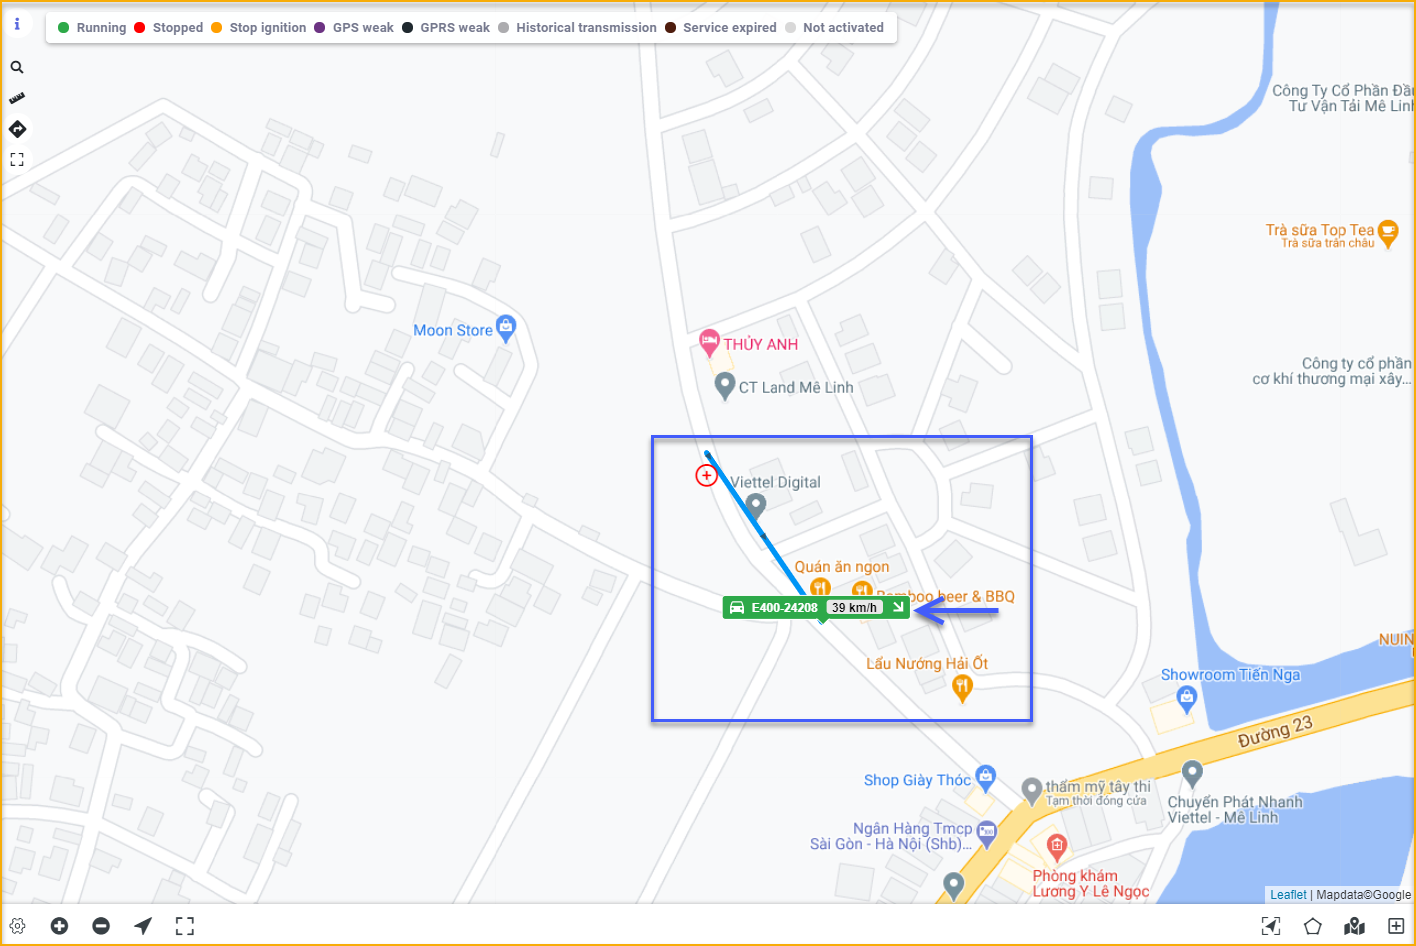 Running Stopped Stop ignition GPS weak GPRS weak Historical transmission Service expired Not activated
Công Ty Cổ Phần Đầu
Tư Vận Tải Mê Linh
Trà sữa Top Tea
Trà sữa trân châu
Moon Store
THỦY ANH
Công ty cổ phần
cơ khí thương mại xây...
CT Land Mê Linh
Viettel Digital
Quán ăn ngon
Bamboo beer & BBQ
E400-24208 39 km/h
NUIN
Lẩu Nướng Hải Ốt
Showroom Tiến Nga
Đường 23
Shop Giày Thóc
thẩm mỹ tây thi
Tạm thời đóng cửa
Chuyển Phát Nhanh
Viettel - Mê Linh
Ngân Hàng Tmcp
Sài Gòn - Hà Nội (Shb)...
Phòng khám
Lương Y Lê Ngọc
Leaflet | Mapdata©Google